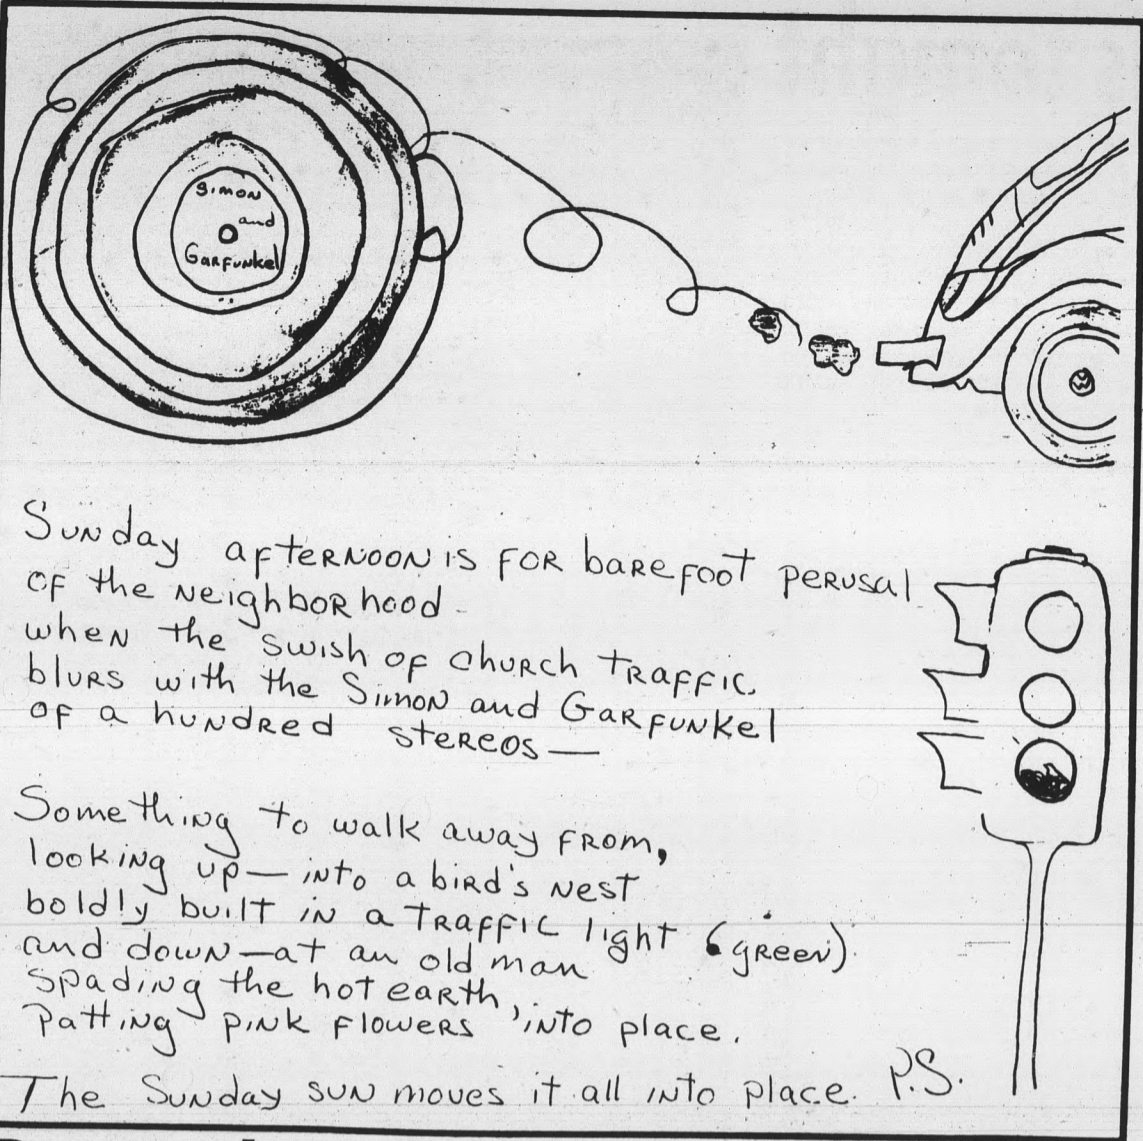 Simon
and
Garfunkel
Sunday afternoon is for barefoot perusal
of the neighborhood
when the swish of church traffic
blurs with the Simon and Garfunkel
of a hundred stereos—
Something to walk away from,
looking up—into a bird's nest
boldly built in a traffic light (green)
and down—at an old man
spading the hot earth,
Patting pink flowers into place.
The Sunday sun moves it all into place. P.S.